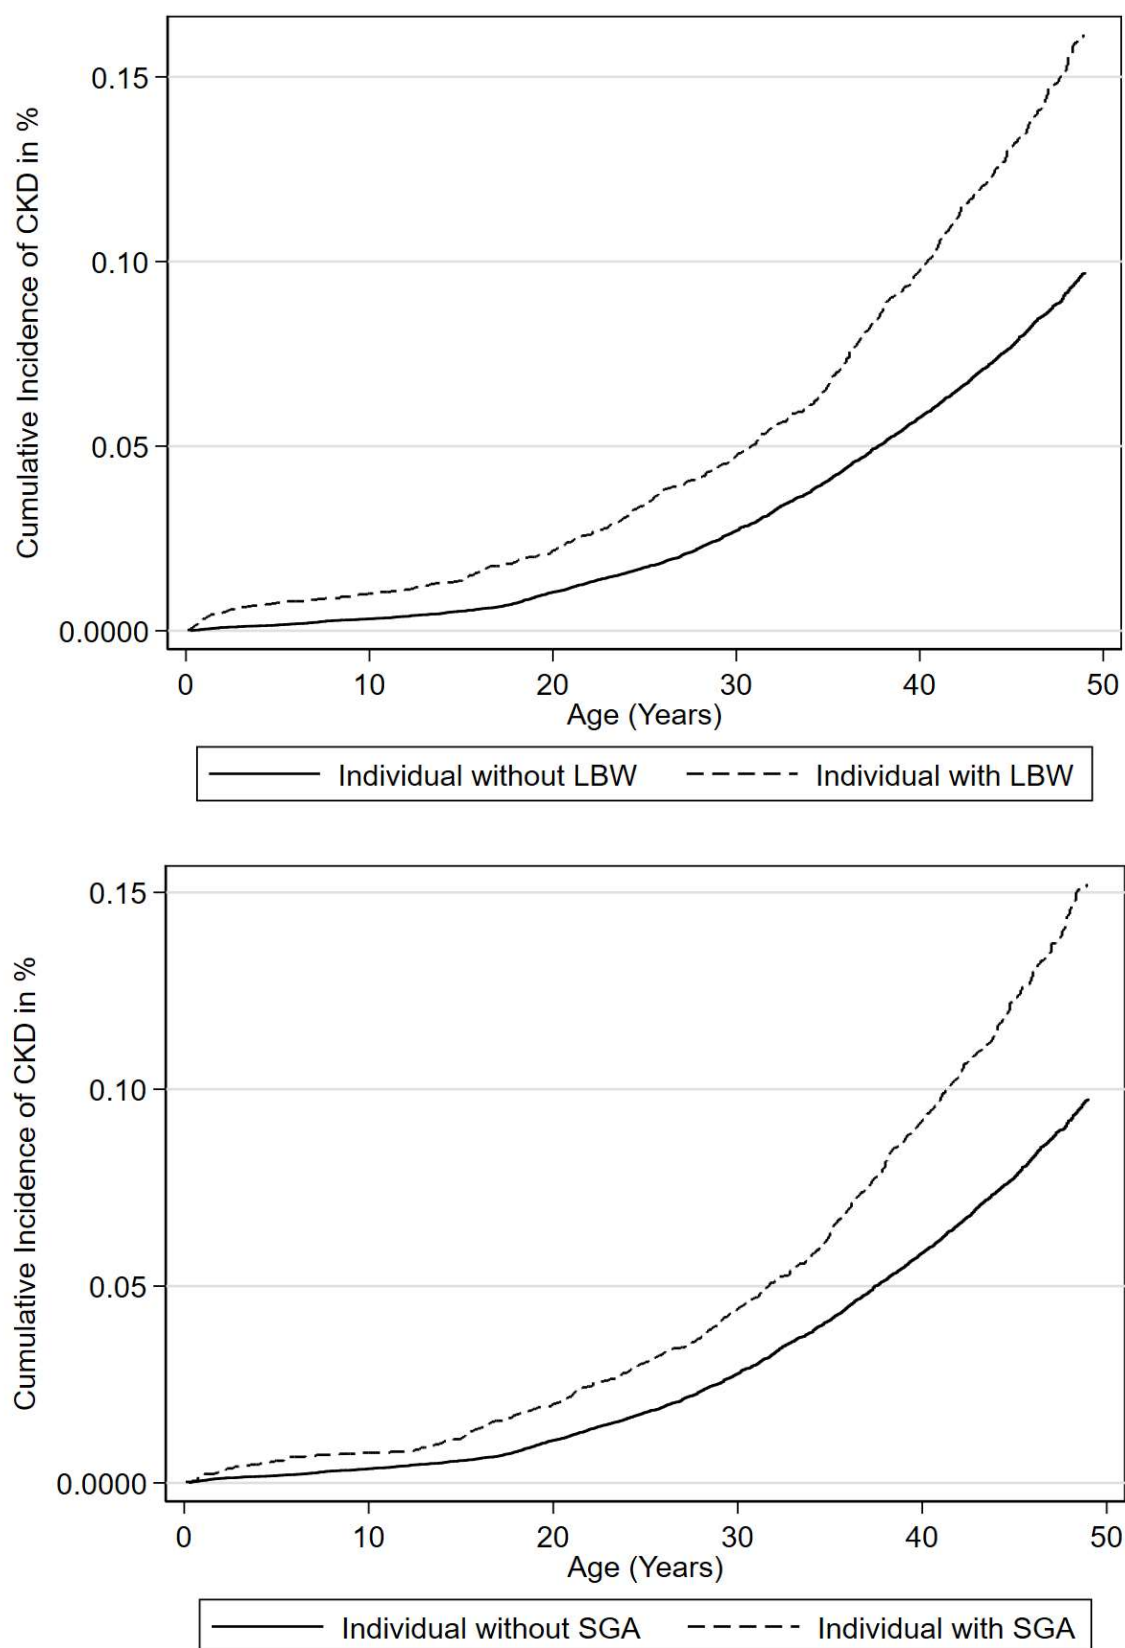 Cumulative Incidence of CKD in %
0.15
0.10
0.05
0.0000
0 10 20 30 40 50
Age (Years)
Individual without LBW Individual with LBW
Cumulative Incidence of CKD in %
0.15
0.10
0.05
0.0000
0 10 20 30 40 50
Age (Years)
Individual without SGA Individual with SGA